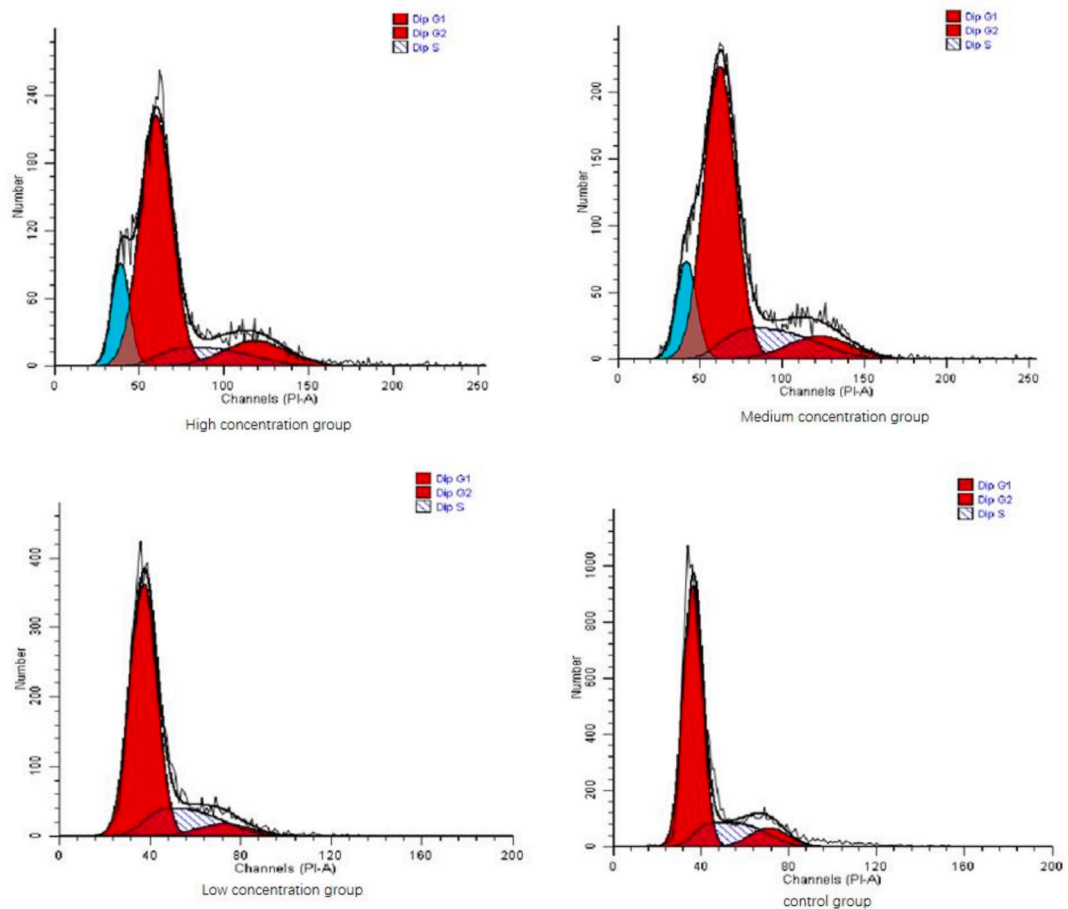 Dip G1
Dip G2
Dip S
Number
0 60 120 180 240
0 50 100 150 200 250
Channels (PI-A)
High concentration group
Dip G1
Dip G2
Dip S
Number
0 50 100 150 200
0 50 100 150 200 250
Channels (PI-A)
Medium concentration group
Dip G1
Dip G2
Dip S
Number
0 100 200 300 400
0 40 80 120 160 200
Channels (PI-A)
Low concentration group
Dip G1
Dip G2
Dip S
Number
0 200 400 600 800 1000
0 40 80 120 160 200
Channels (PI-A)
control group